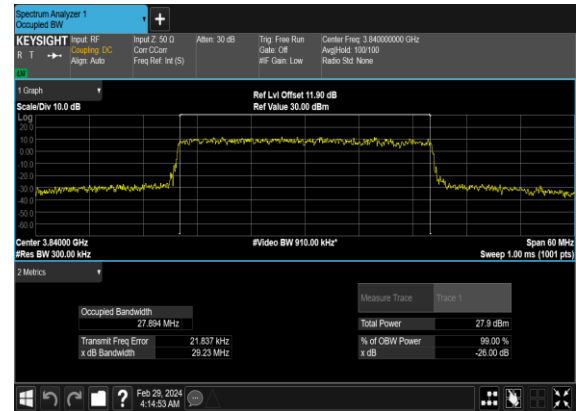 Spectrum Analyzer 1
Occupied BW
KEYSIGHT Input: RF Input Z: 50 Ω Atten: 30 dB Trig: Free Run Center Freq: 3.840000000 GHz
R T Coupling: DC Corr CCorr Gate: Off Avg|Hold: 100/100
Align: Auto Freq Ref: Int (S) #IF Gain: Low Radio Std: None
LXI
1 Graph Ref Lvl Offset 11.90 dB
Scale/Div 10.0 dB Ref Value 30.00 dBm
Log
20.0
10.0
0.00
-10.0
-20.0
-30.0
-40.0
-50.0
-60.0
Center 3.84000 GHz #Video BW 910.00 kHz* Span 60 MHz
#Res BW 300.00 kHz Sweep 1.00 ms (1001 pts)
2 Metrics
Measure Trace Trace 1
Occupied Bandwidth
27.894 MHz Total Power 27.9 dBm
Transmit Freq Error 21.837 kHz % of OBW Power 99.00 %
x dB Bandwidth 29.23 MHz x dB -26.00 dB
? Feb 29, 2024
4:14:53 AM